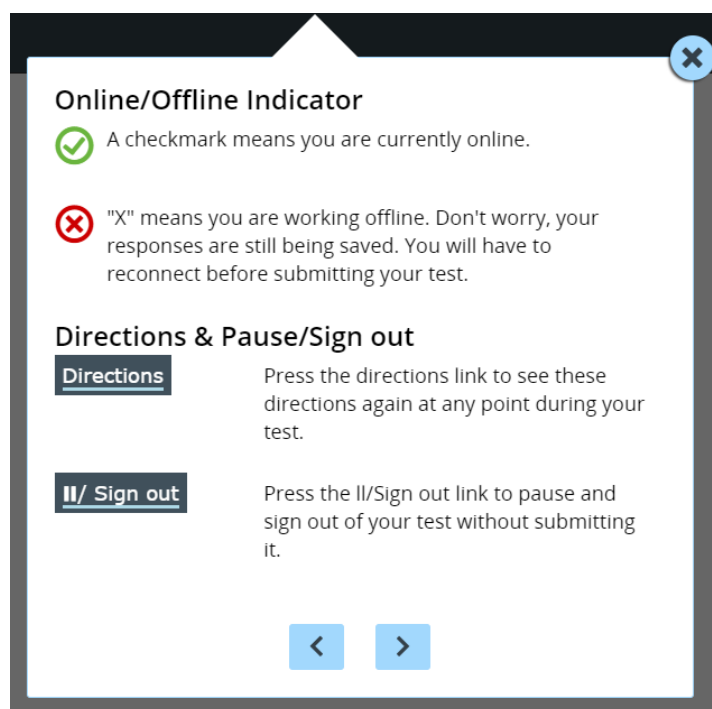 Online/Offline Indicator
A checkmark means you are currently online.
"X" means you are working offline. Don't worry, your
responses are still being saved. You will have to
reconnect before submitting your test.
Directions & Pause/Sign out
Directions
Press the directions link to see these
directions again at any point during your
test.
II/ Sign out
Press the ll/Sign out link to pause and
sign out of your test without submitting
it.